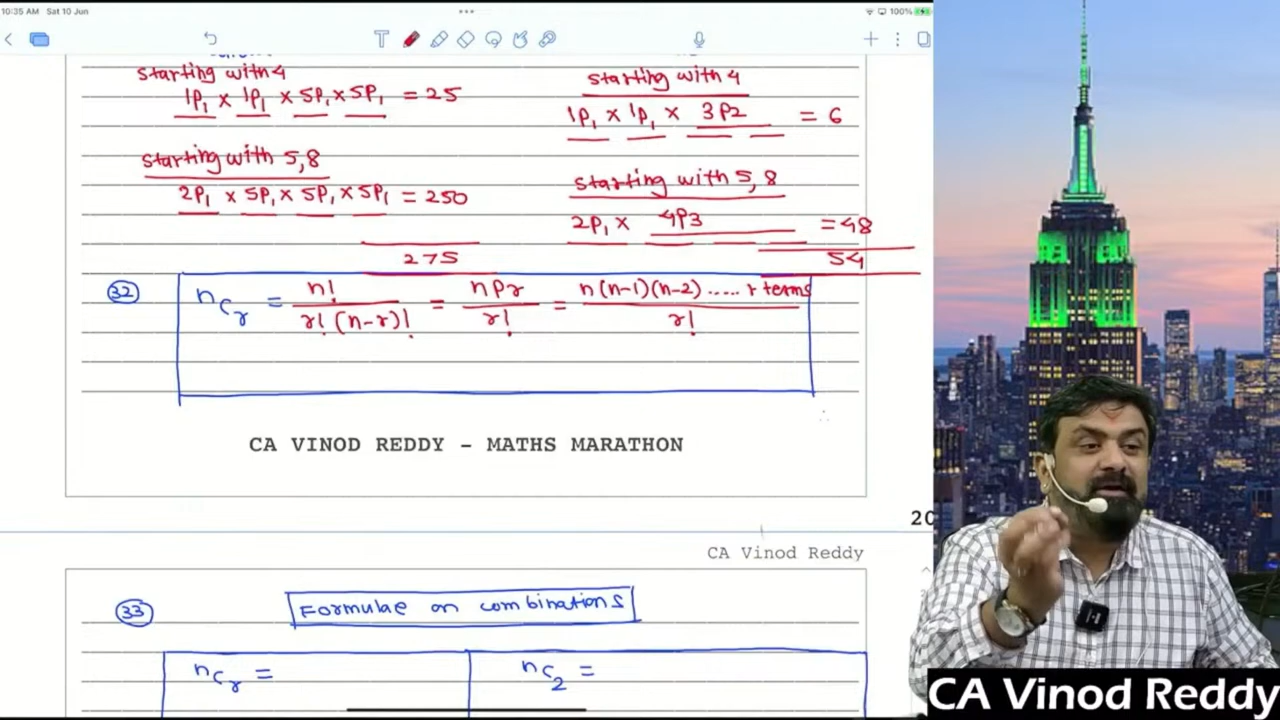 10:35 AM Sat 10 Jun
100%
starting with 4
1P₁ × 1P₁ × 5P₁ × 5P₁ = 25
starting with 5,8
2P₁ × 5P₁ × 5P₁ × 5P₁ = 250
275
starting with 4
1P₁ × 1P₁ × 3P2 = 6
starting with 5,8
2P₁ × 4P3 = 48
54
32 nCr = n! / r!(n-r)! = nPr / r! = n(n-1)(n-2)..... r terms / r!
CA VINOD REDDY - MATHS MARATHON
20
CA Vinod Reddy
33 Formulae on combinations
nCr =
nC2 =
CA Vinod Reddy